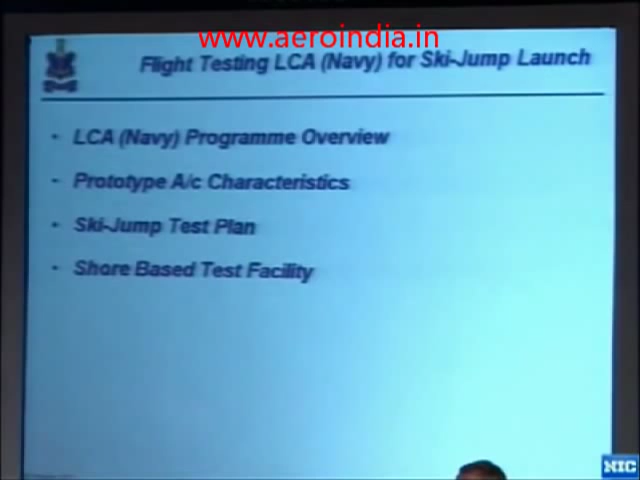 www.aeroindia.in
Flight Testing LCA (Navy) for Ski-Jump Launch
• LCA (Navy) Programme Overview
• Prototype A/c Characteristics
• Ski-Jump Test Plan
• Shore Based Test Facility
NIC